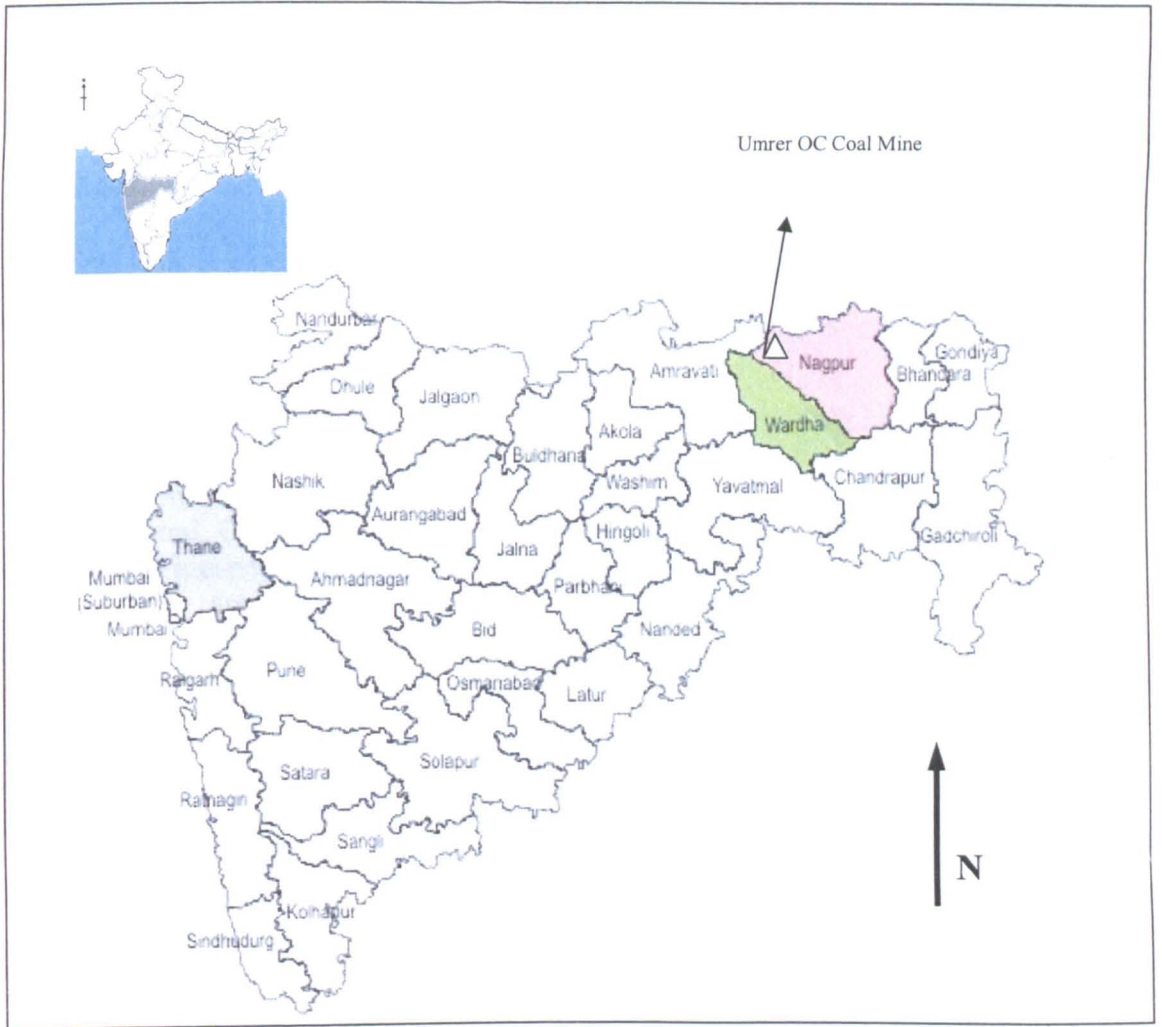 Umrer OC Coal Mine
Nandurbar
Dhule
Jalgaon
Amravati
Nagpur
Bhandara
Gondiya
Buldhana
Akola
Wardha
Nashik
Washim
Yavatmal
Chandrapur
Aurangabad
Jalna
Hingoli
Gadchiroli
Thane
Ahmadnagar
Parbhani
Mumbai
(Suburban)
Mumbai
Bid
Nanded
Raigarh
Pune
Osmanabad
Latur
Satara
Solapur
Ratnagiri
Sangli
N
Kolhapur
Sindhudurg